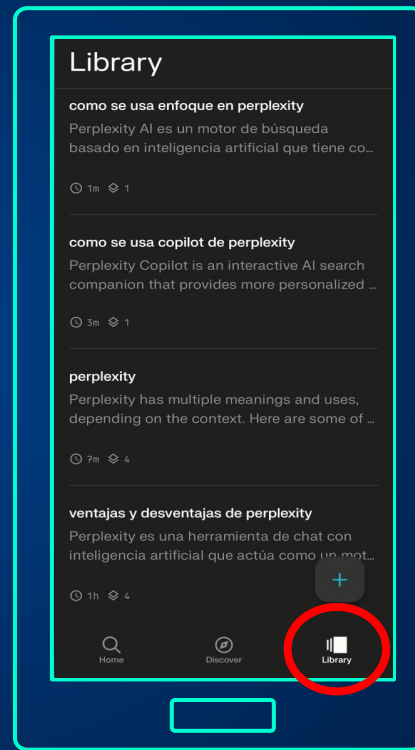 Library
como se usa enfoque en perplexity
Perplexity AI es un motor de búsqueda
basado en inteligencia artificial que tiene co…
1m 1
como se usa copilot de perplexity
Perplexity Copilot is an interactive AI search
companion that provides more personalized …
3m 1
perplexity
Perplexity has multiple meanings and uses,
depending on the context. Here are some of …
7m 4
ventajas y desventajas de perplexity
Perplexity es una herramienta de chat con
inteligencia artificial que actúa como un mot…
1h 4
+
Home Discover Library